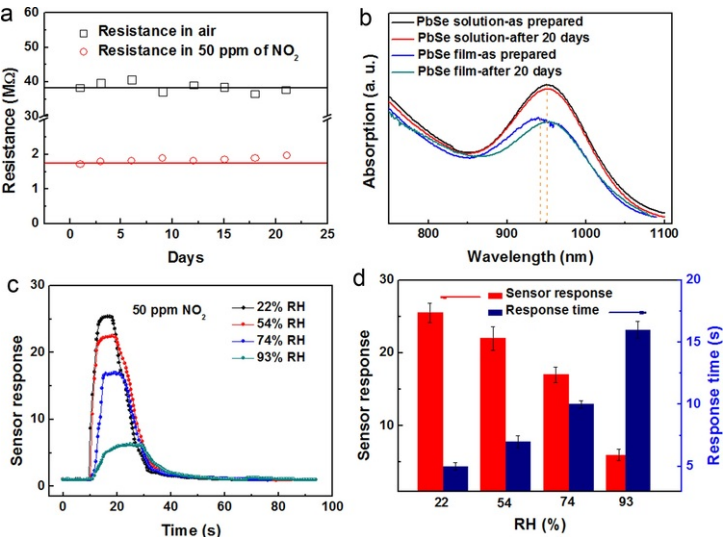 a
60
50
40
30
2
1
0
Resistance (MΩ)
Resistance in air
Resistance in 50 ppm of NO₂
0 5 10 15 20 25
Days
b
Absorption (a. u.)
PbSe solution-as prepared
PbSe solution-after 20 days
PbSe film-as prepared
PbSe film-after 20 days
800 900 1000 1100
Wavelength (nm)
c
30
20
10
0
Sensor response
50 ppm NO₂
22% RH
54% RH
74% RH
93% RH
0 20 40 60 80 100
Time (s)
d
30
25
20
15
10
5
Sensor response
Sensor response
Response time
20
15
10
5
Response time (s)
22 54 74 93
RH (%)